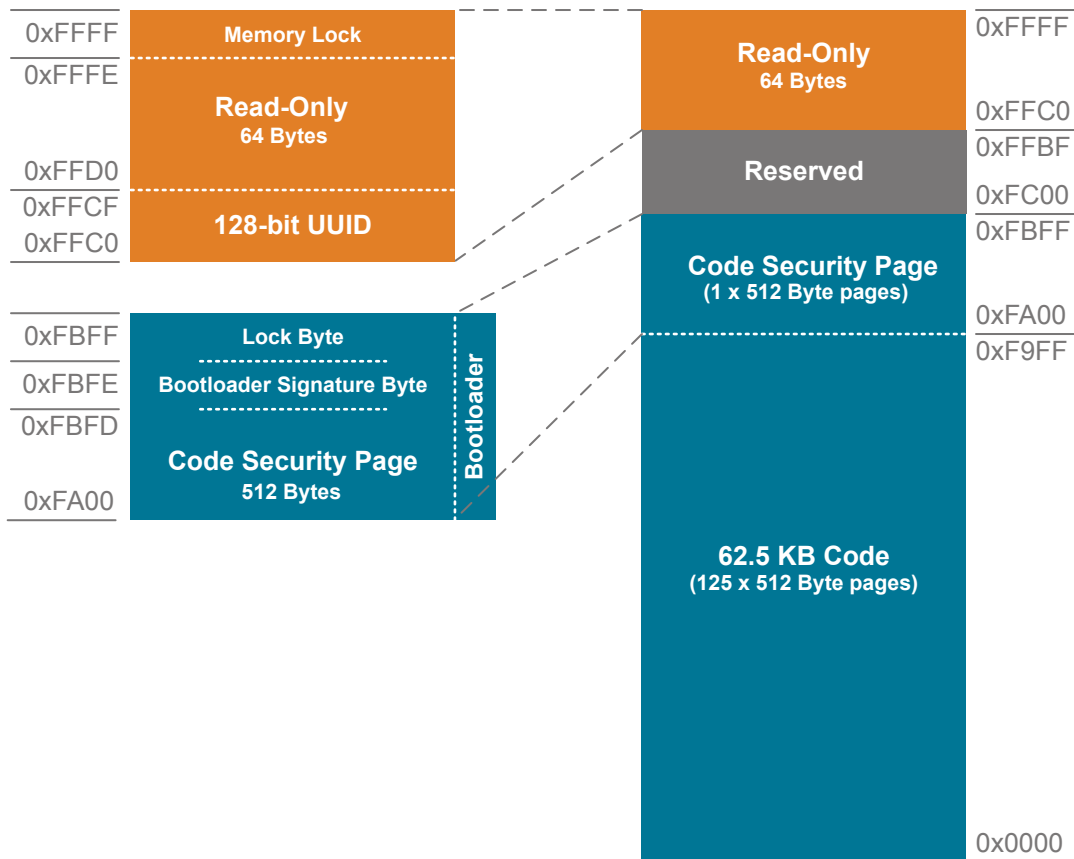 0xFFFF
Memory Lock
0xFFFE
Read-Only
64 Bytes
0xFFD0
0xFFCF
128-bit UUID
0xFFC0
0xFBFF
Lock Byte
0xFBFE
Bootloader Signature Byte
0xFBFD
Code Security Page
512 Bytes
0xFA00
Bootloader
0xFFFF
Read-Only
64 Bytes
0xFFC0
0xFFBF
Reserved
0xFC00
0xFBFF
Code Security Page
(1 x 512 Byte pages)
0xFA00
0xF9FF
62.5 KB Code
(125 x 512 Byte pages)
0x0000